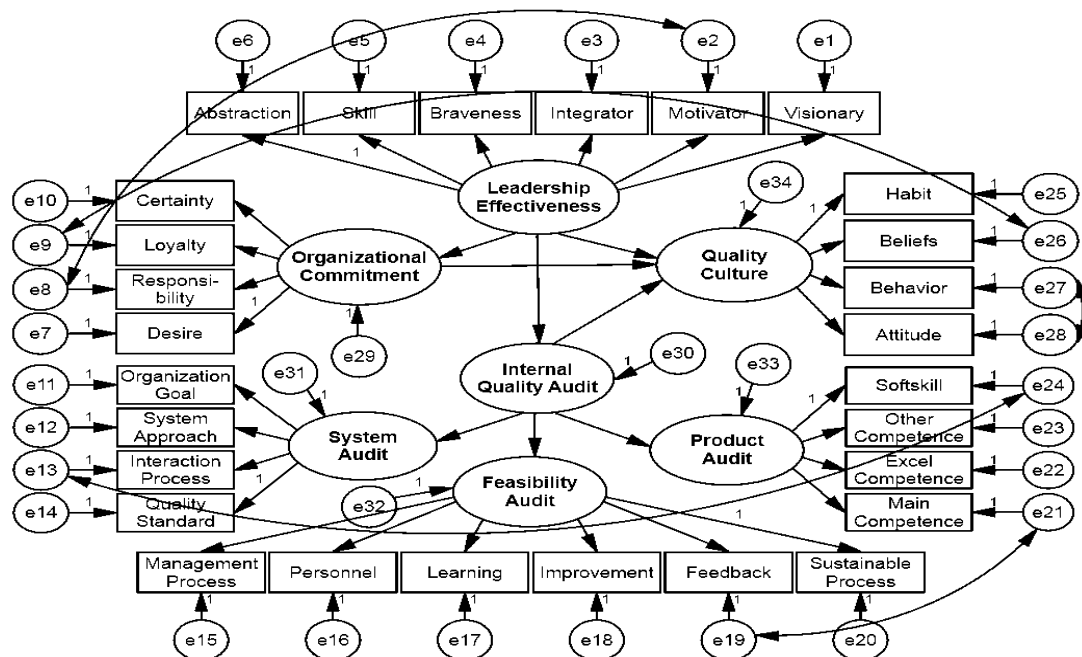 e6 e5 e4 e3 e2 e1
1 1 1 1 1 1
Abstraction Skill Braveness Integrator Motivator Visionary
1
Leadership
Effectiveness
e10 1 Certainty
e9 1 Loyalty
e8 1 Responsi-
bility
e7 1 Desire
1
Organizational
Commitment
1
e29
e34
1
Quality
Culture
1
Habit 1 e25
Beliefs 1 e26
Behavior 1 e27
Attitude 1 e28
Internal
Quality Audit
1 e30
e31
1
e33
1
e11 1 Organization
Goal
e12 1 System
Approach
e13 1 Interaction
Process
e14 1 Quality
Standard
1
System
Audit
Product
Audit
1
Softskill 1 e24
Other
Competence 1 e23
Excel
Competence 1 e22
Main
Competence 1 e21
e32 1
Feasibility
Audit
1
Management
Process
Personnel Learning Improvement Feedback
Sustainable
Process
1 1 1 1 1 1
e15 e16 e17 e18 e19 e20